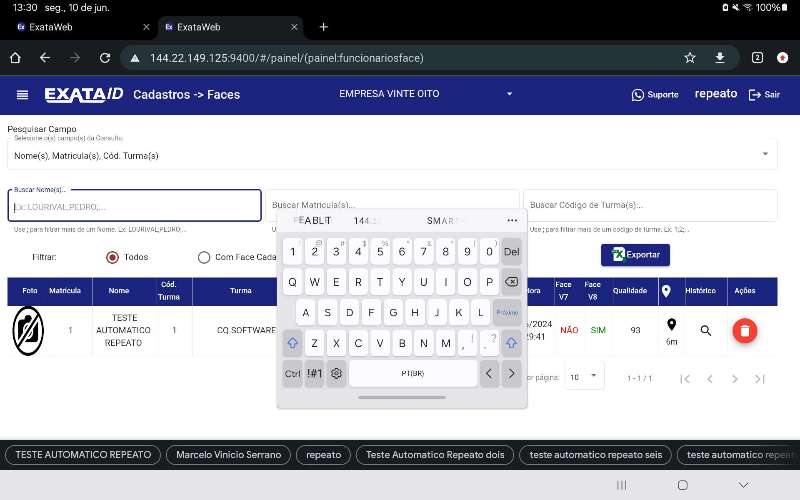 13:30 seg., 10 de jun.
100%
ExataWeb
ExataWeb
144.22.149.125:9400/#/painel/(painel:funcionariosface)
2
EXATA ID Cadastros -> Faces
EMPRESA VINTE OITO
Suporte
repeato
Sair
Pesquisar Campo
Selecione o(s) campo(s) da Consulta
Nome(s), Matricula(s), Cód. Turma(s)
Buscar Nome(s)...
Ex: LOURIVAL;PEDRO;...
Buscar Matricula(s)...
Buscar Código de Turma(s)...
Use ; para filtrar mais de um Nome. Ex: LOURIVAL;PEDRO;...
Use ; para filtrar mais de um código de turma. Ex: 1;2;...
Filtrar:
Todos
Com Face Cada
Exportar
Foto Matrícula Nome Cód. Turma Turma
Hora Face V7 Face V8 Qualidade Histórico Ações
1 TESTE AUTOMATICO REPEATO 1 CQ SOFTWARE
/2024
29:41
NÃO SIM 93 6m
or página: 10 1 - 1 / 1
144.22
SMART
...
1 2 3 4 5 6 7 8 9 0 Del
Q W E R T Y U I O P
A S D F G H J K L Próximo
Z X C V B N M , ! . ?
Ctrl !#1 PT(BR)
TESTE AUTOMATICO REPEATO
Marcelo Vinicio Serrano
repeato
Teste Automatico Repeato dois
teste automatico repeato seis
teste automatico repeat